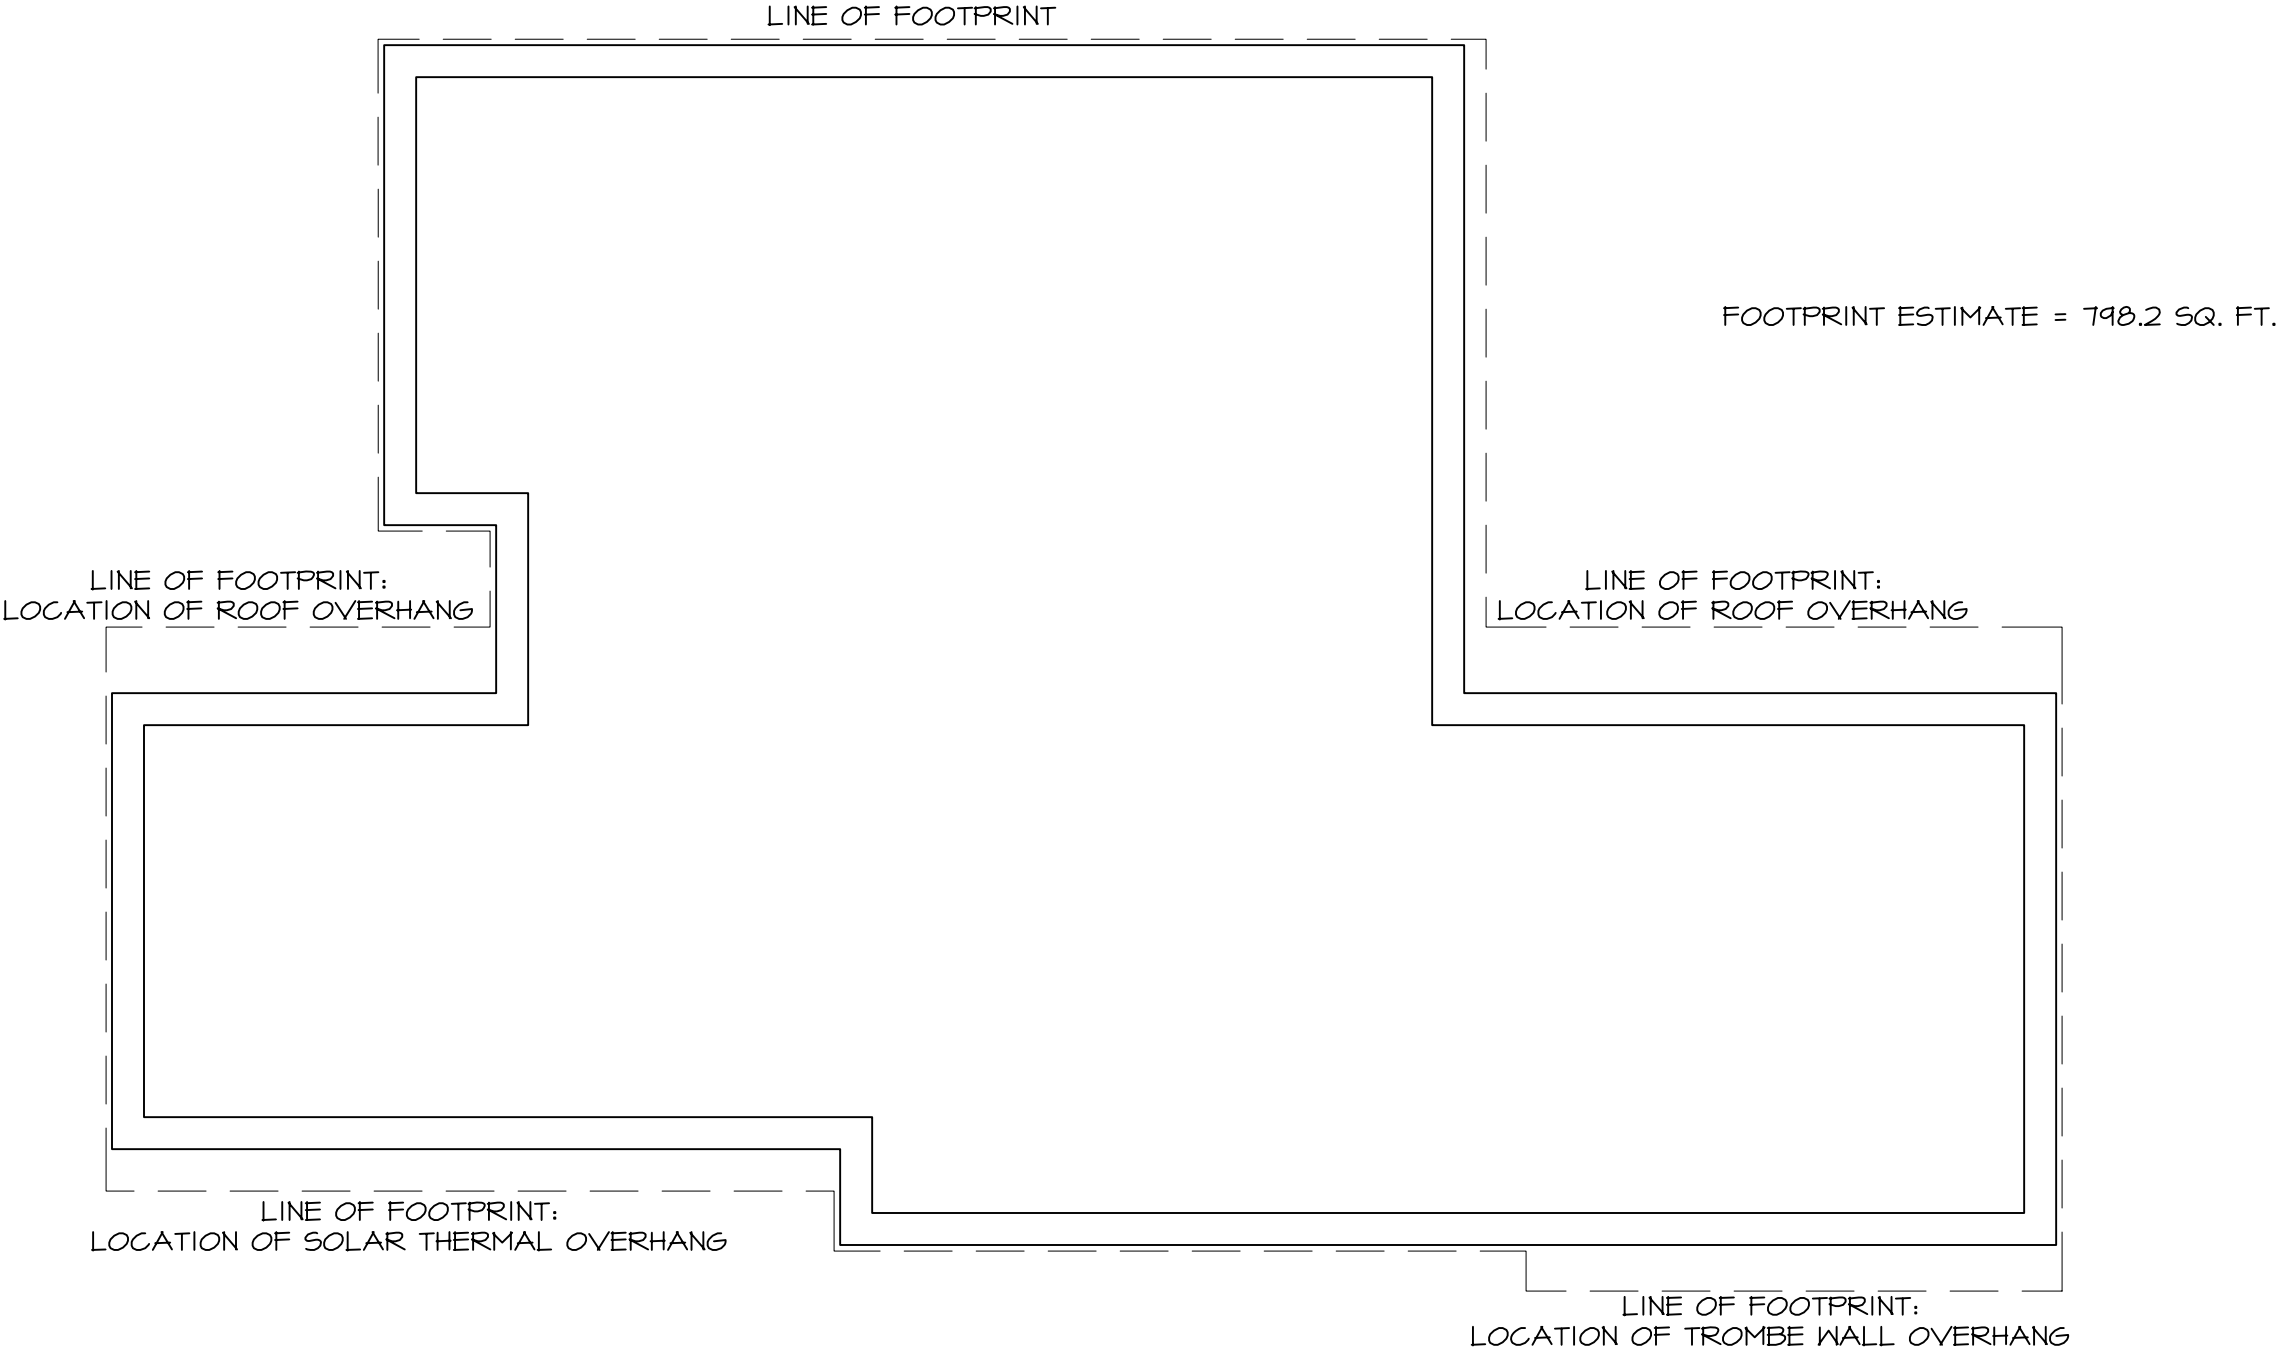 LINE OF FOOTPRINT
FOOTPRINT ESTIMATE = 798.2 SQ. FT.
LINE OF FOOTPRINT:
LOCATION OF ROOF OVERHANG
LINE OF FOOTPRINT:
LOCATION OF ROOF OVERHANG
LINE OF FOOTPRINT:
LOCATION OF SOLAR THERMAL OVERHANG
LINE OF FOOTPRINT:
LOCATION OF TROMBE WALL OVERHANG